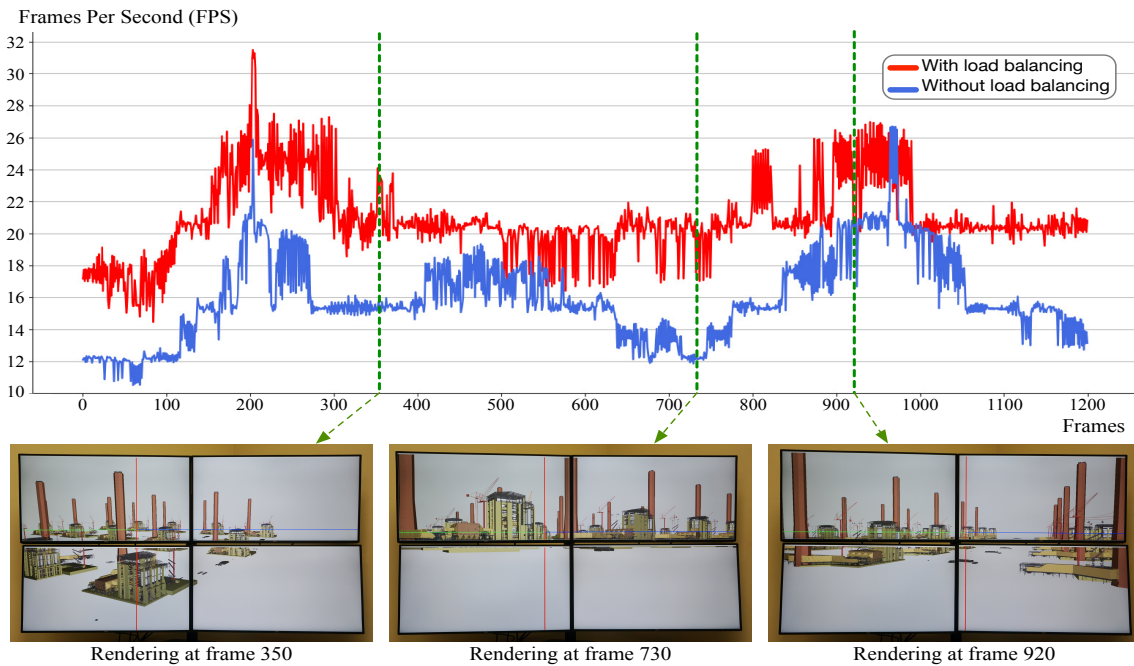 Frames Per Second (FPS)
32
30
28
26
24
22
20
18
16
14
12
10
With load balancing
Without load balancing
0 100 200 300 400 500 600 700 800 900 1000 1100 1200
Frames
Rendering at frame 350 Rendering at frame 730 Rendering at frame 920